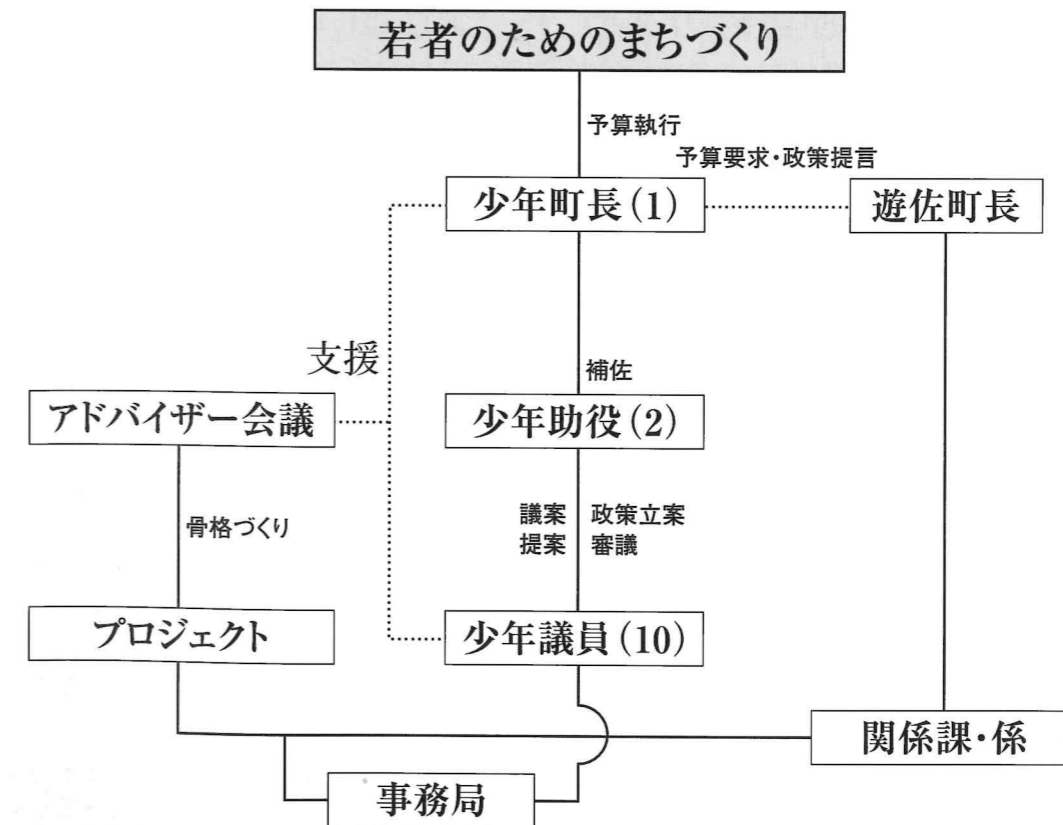 若者のためのまちづくり
予算執行
予算要求・政策提言
少年町長(1)
遊佐町長
支援
補佐
アドバイザー会議
少年助役(2)
骨格づくり
議案
提案
政策立案
審議
プロジェクト
少年議員(10)
関係課・係
事務局